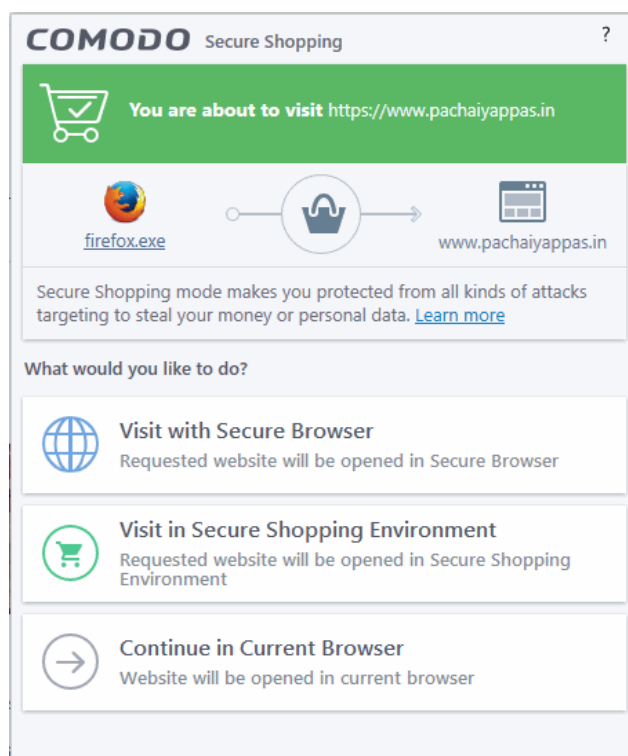 COMODO Secure Shopping ?
You are about to visit https://www.pachaiyappas.in
firefox.exe
www.pachaiyappas.in
Secure Shopping mode makes you protected from all kinds of attacks
targeting to steal your money or personal data. Learn more
What would you like to do?
Visit with Secure Browser
Requested website will be opened in Secure Browser
Visit in Secure Shopping Environment
Requested website will be opened in Secure Shopping
Environment
Continue in Current Browser
Website will be opened in current browser